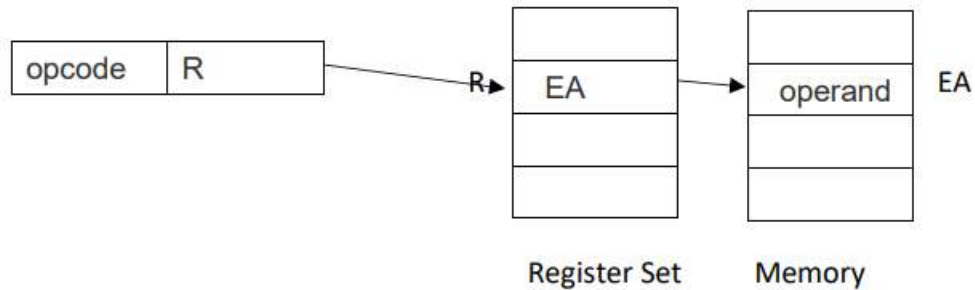 opcode R
R EA
operand EA
Register Set
Memory